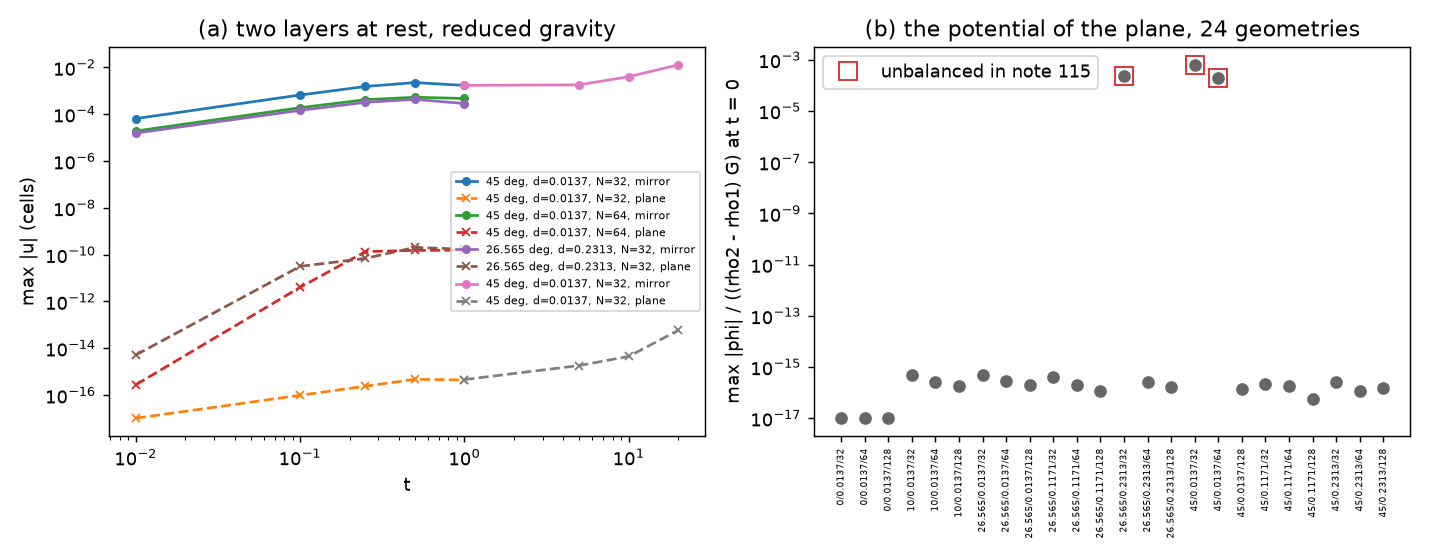 (a) two layers at rest, reduced gravity
max |u| (cells)
10⁻²
10⁻⁴
10⁻⁶
10⁻⁸
10⁻¹⁰
10⁻¹²
10⁻¹⁴
10⁻¹⁶
45 deg, d=0.0137, N=32, mirror
45 deg, d=0.0137, N=32, plane
45 deg, d=0.0137, N=64, mirror
45 deg, d=0.0137, N=64, plane
26.565 deg, d=0.2313, N=32, mirror
26.565 deg, d=0.2313, N=32, plane
45 deg, d=0.0137, N=32, mirror
45 deg, d=0.0137, N=32, plane
10⁻² 10⁻¹ 10⁰ 10¹
t
(b) the potential of the plane, 24 geometries
max |phi| / ((rho2 - rho1) G) at t = 0
10⁻³
10⁻⁵
10⁻⁷
10⁻⁹
10⁻¹¹
10⁻¹³
10⁻¹⁵
10⁻¹⁷
unbalanced in note 115
0/0.0137/32
0/0.0137/64
0/0.0137/128
10/0.0137/32
10/0.0137/64
10/0.0137/128
26.565/0.0137/32
26.565/0.0137/64
26.565/0.0137/128
26.565/0.1171/32
26.565/0.1171/64
26.565/0.1171/128
26.565/0.2313/32
26.565/0.2313/64
26.565/0.2313/128
45/0.0137/32
45/0.0137/64
45/0.0137/128
45/0.1171/32
45/0.1171/64
45/0.1171/128
45/0.2313/32
45/0.2313/64
45/0.2313/128